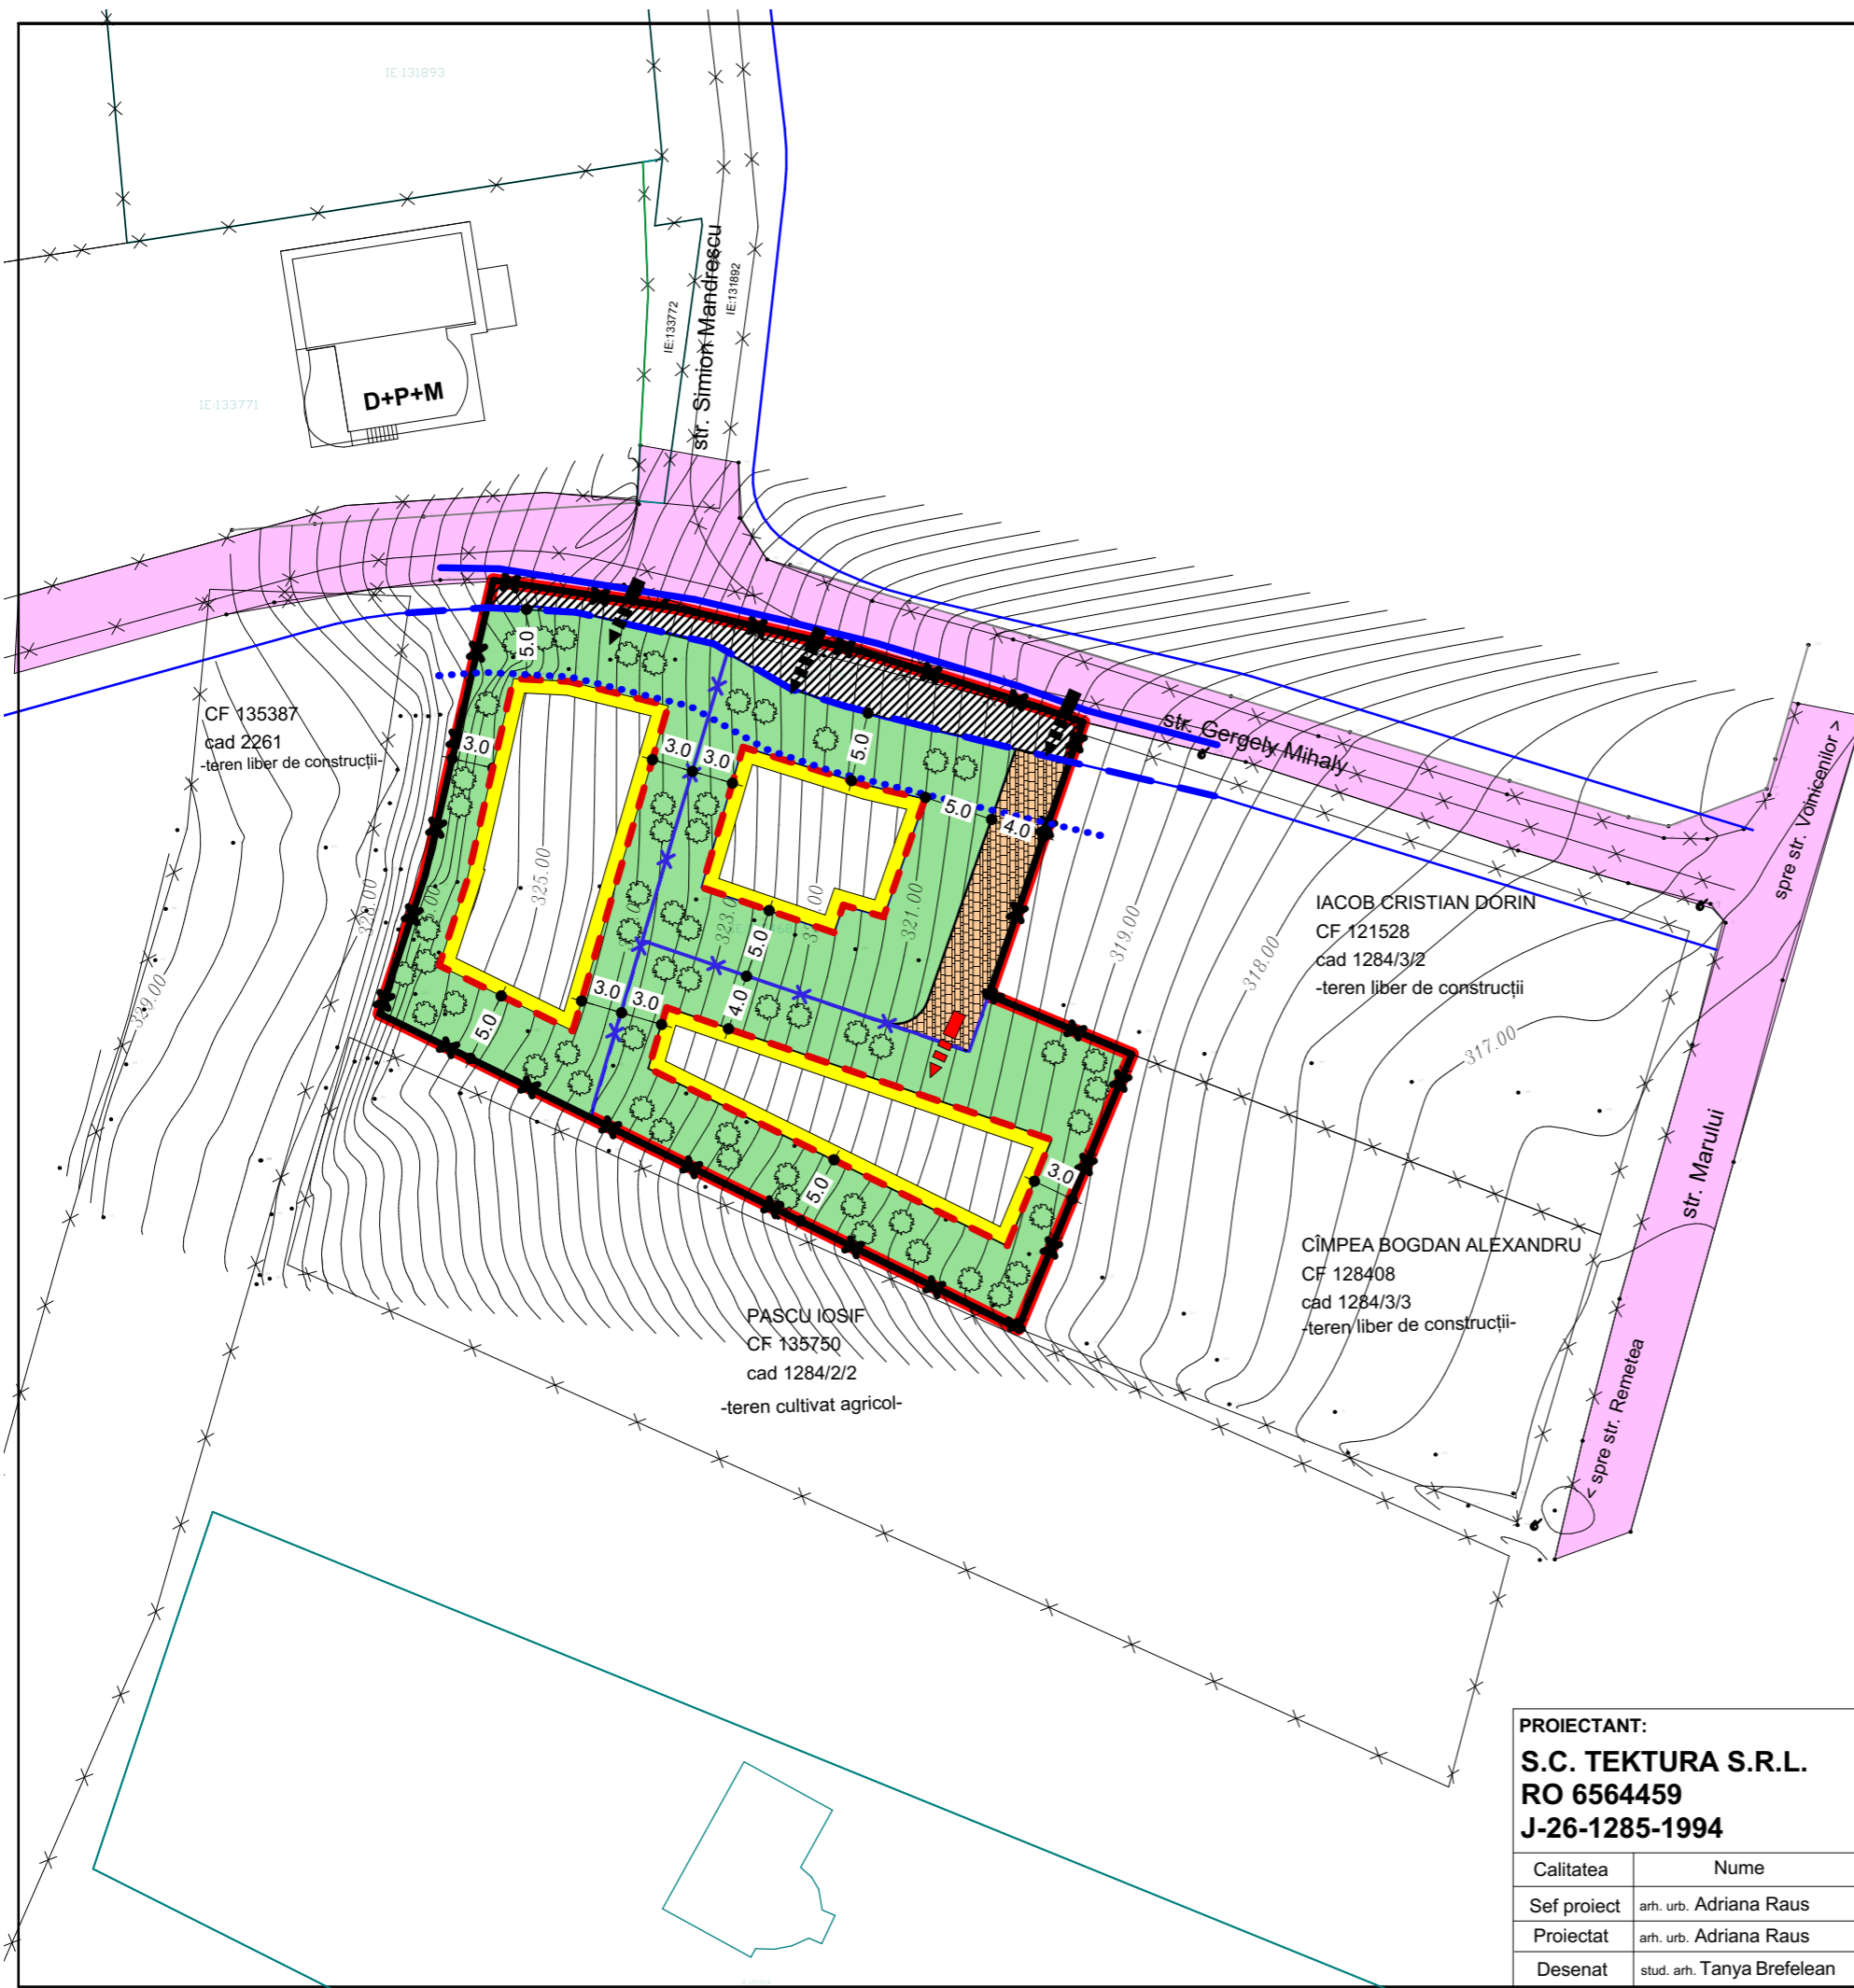 IE:131893
str. Simion Mandrescu
IE:131892
IE:133772
D+P+M
IE:133771
CF 135387
cad 2261
-teren liber de construcții-
5.0
3.0
3.0
3.0
5.0
5.0
4.0
str. Gergely Mihaly
spre str. Voinicenilor >
325.00
328.00
329.00
323.0
321.00
319.00
318.00
317.00
5.0
4.0
3.0
3.0
5.0
5.0
3.0
IACOB CRISTIAN DORIN
CF 121528
cad 1284/3/2
-teren liber de construcții
str. Marului
CÎMPEA BOGDAN ALEXANDRU
CF 128408
cad 1284/3/3
-teren liber de construcții-
< spre str. Remetea
PASCU IOSIF
CF 135750
cad 1284/2/2
-teren cultivat agricol-
PROIECTANT:
S.C. TEKTURA S.R.L.
RO 6564459
J-26-1285-1994
Calitatea Nume
Sef proiect arh. urb. Adriana Raus
Proiectat arh. urb. Adriana Raus
Desenat stud. arh. Tanya Brefelean